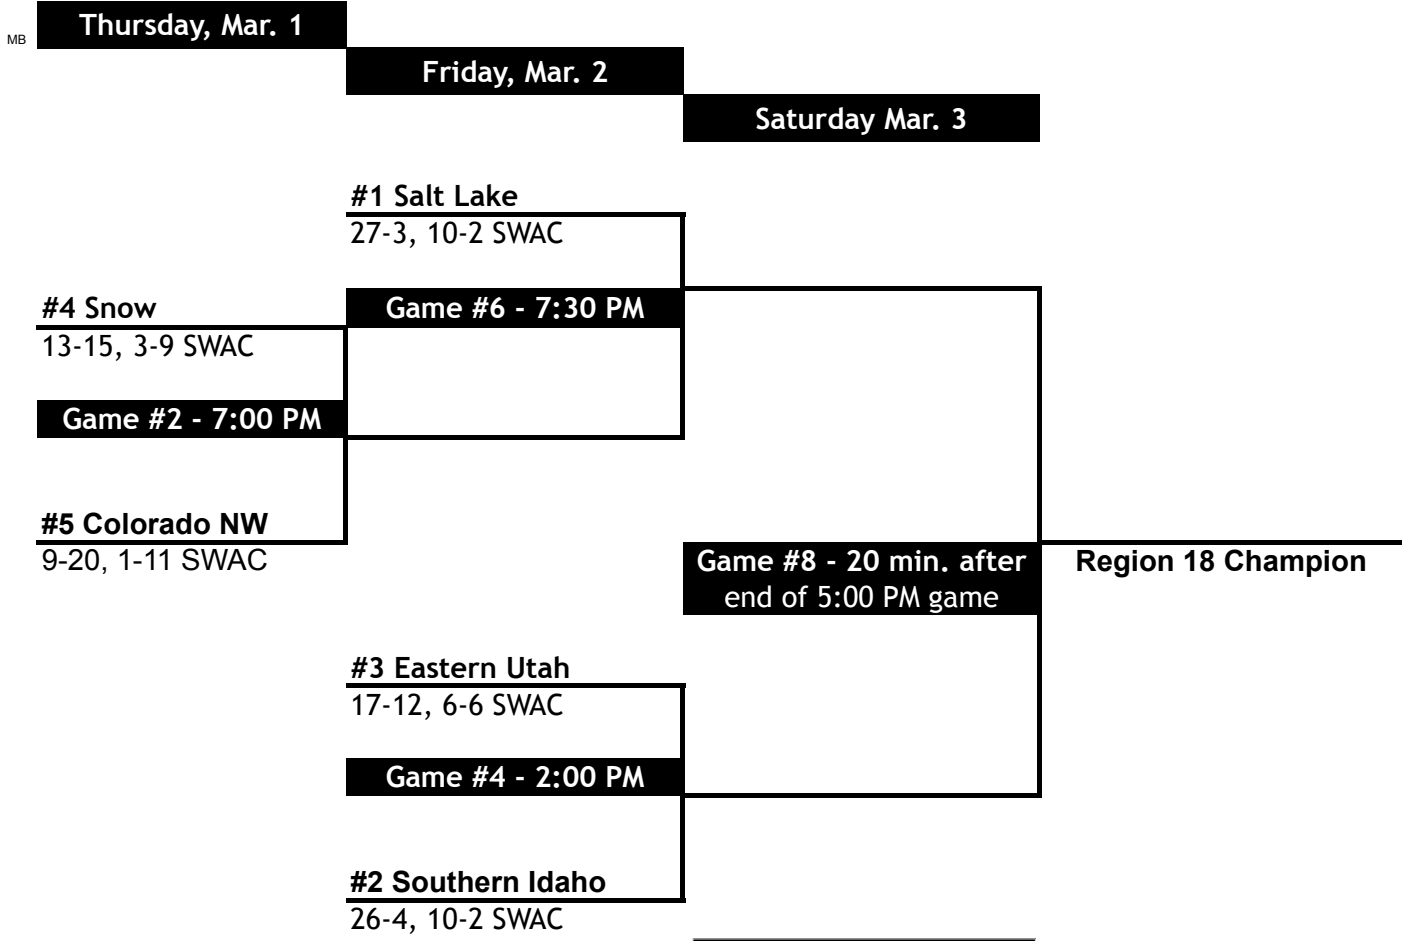 MB
Thursday, Mar. 1
Friday, Mar. 2
Saturday Mar. 3
#1 Salt Lake
27-3, 10-2 SWAC
#4 Snow
Game #6 - 7:30 PM
13-15, 3-9 SWAC
Game #2 - 7:00 PM
#5 Colorado NW
9-20, 1-11 SWAC
Game #8 - 20 min. after
end of 5:00 PM game
Region 18 Champion
#3 Eastern Utah
17-12, 6-6 SWAC
Game #4 - 2:00 PM
#2 Southern Idaho
26-4, 10-2 SWAC